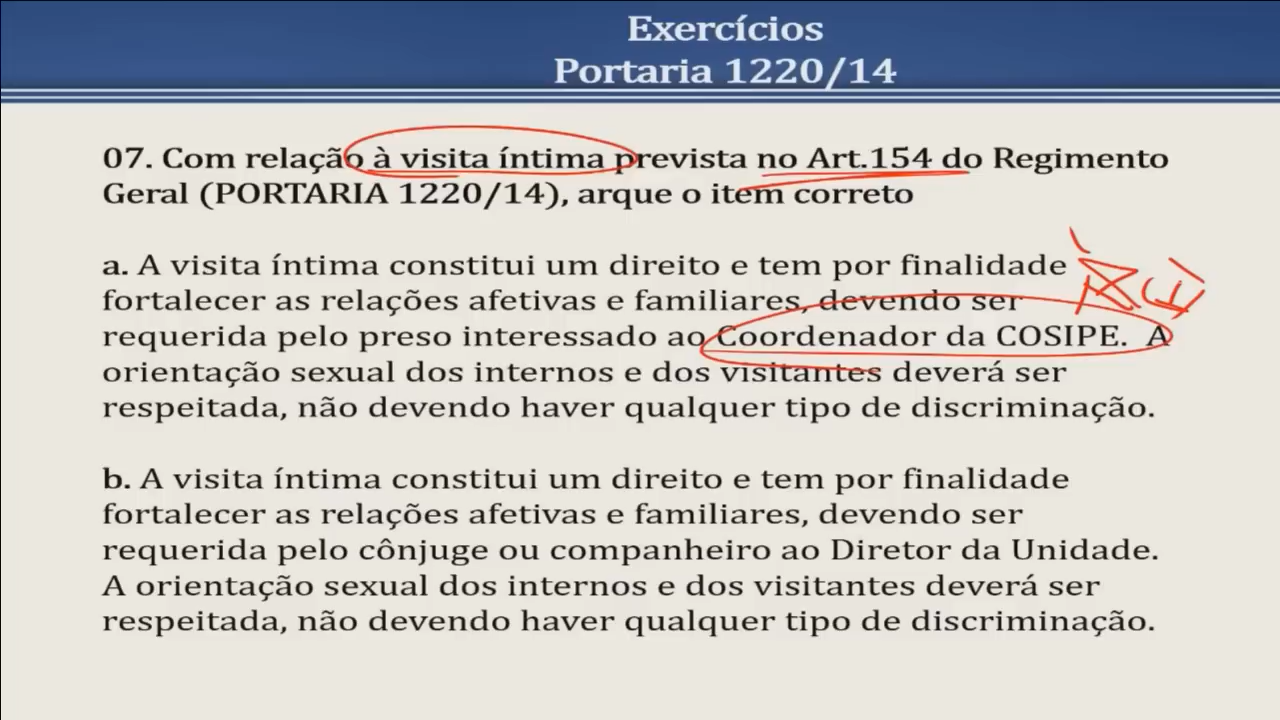 Exercícios
Portaria 1220/14
07. Com relação à visita íntima prevista no Art.154 do Regimento
Geral (PORTARIA 1220/14), arque o item correto
a. A visita íntima constitui um direito e tem por finalidade
fortalecer as relações afetivas e familiares, devendo ser
requerida pelo preso interessado ao Coordenador da COSIPE. A
orientação sexual dos internos e dos visitantes deverá ser
respeitada, não devendo haver qualquer tipo de discriminação.
b. A visita íntima constitui um direito e tem por finalidade
fortalecer as relações afetivas e familiares, devendo ser
requerida pelo cônjuge ou companheiro ao Diretor da Unidade.
A orientação sexual dos internos e dos visitantes deverá ser
respeitada, não devendo haver qualquer tipo de discriminação.